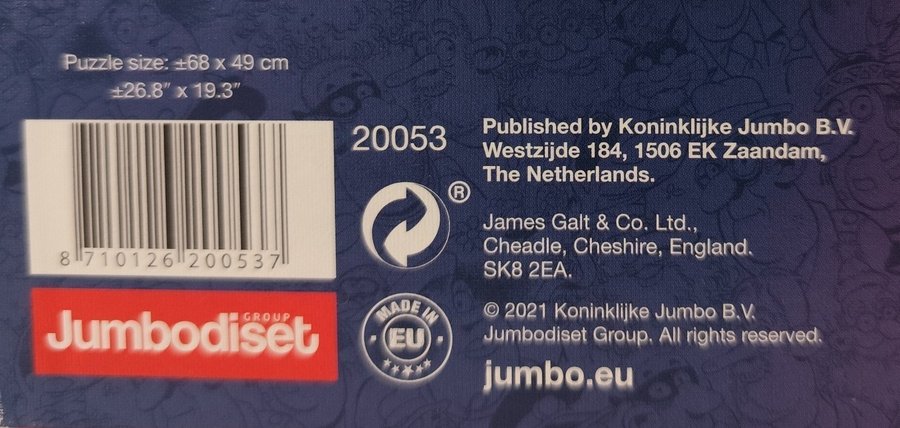 Puzzle size: ±68 x 49 cm
±26.8" x 19.3"
8 710126 200537
20053
®
GROUP
Jumbodiset
MADE IN
EU
Published by Koninklijke Jumbo B.V.
Westzijde 184, 1506 EK Zaandam,
The Netherlands.
James Galt & Co. Ltd.,
Cheadle, Cheshire, England.
SK8 2EA.
© 2021 Koninklijke Jumbo B.V.
Jumbodiset Group. All rights reserved.
jumbo.eu